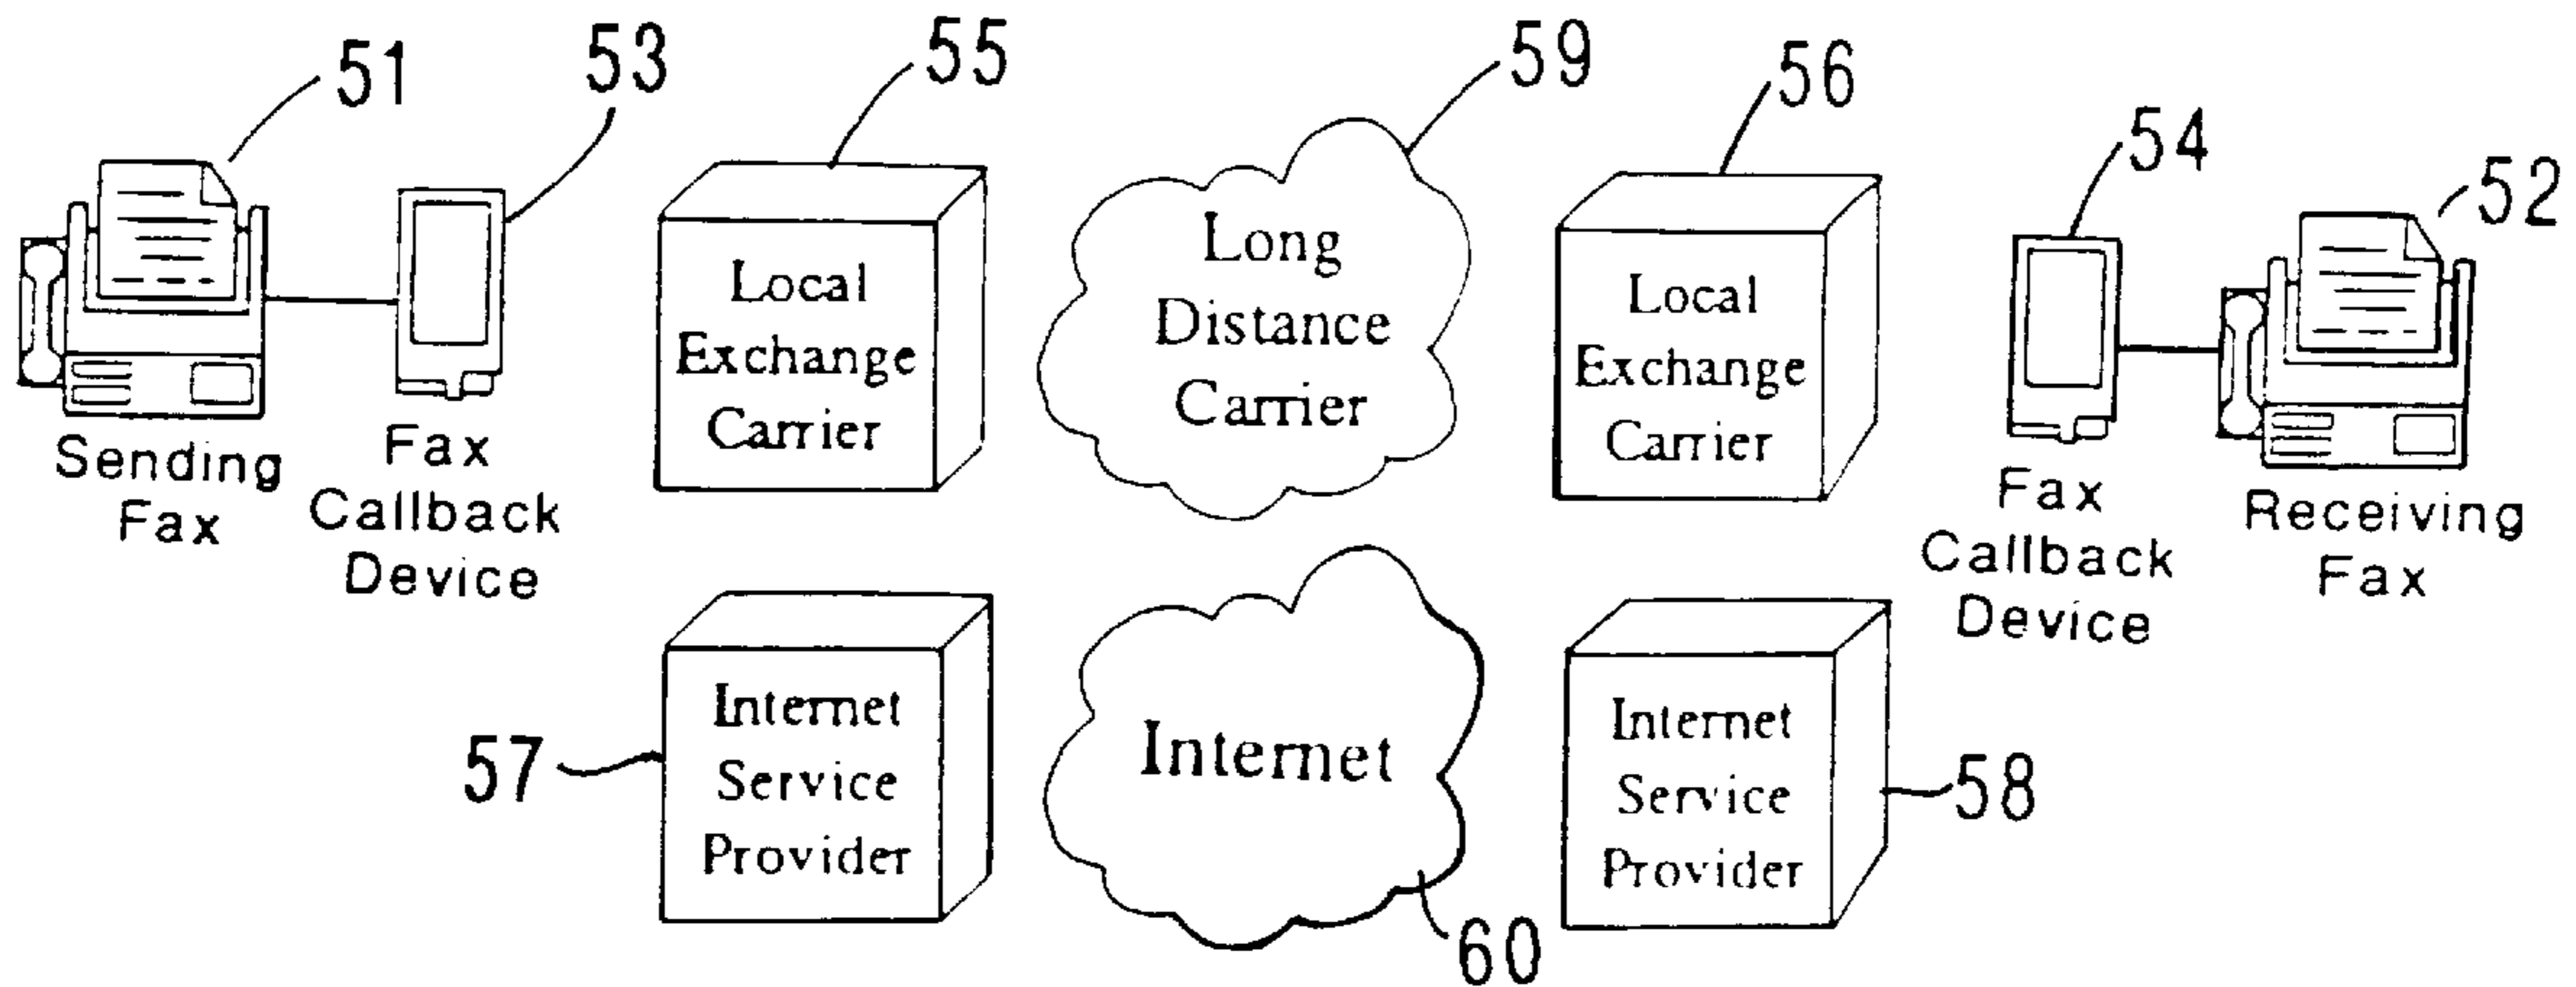 51
53
55
59
56
54
52
Sending
Fax
Fax
Callback
Device
Local
Exchange
Carrier
Long
Distance
Carrier
Local
Exchange
Carrier
Fax
Callback
Device
Receiving
Fax
57
Internet
Service
Provider
Internet
60
Internet
Service
Provider
58